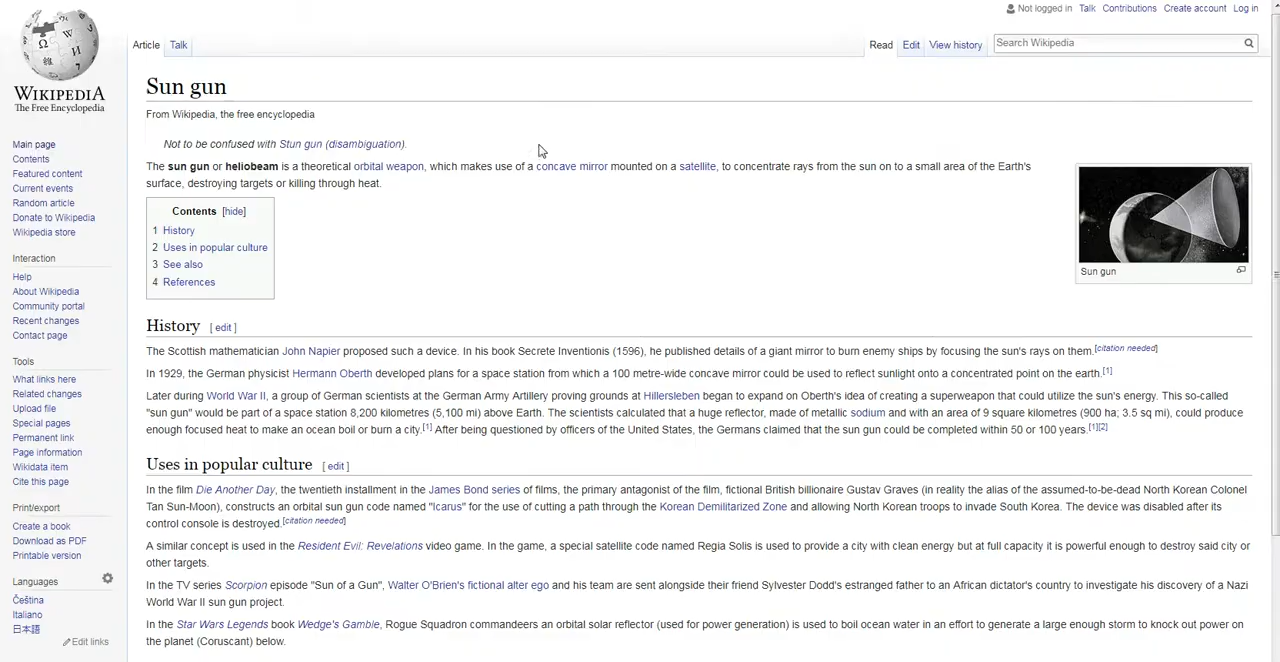 Not logged in Talk Contributions Create account Log in
Article Talk Read Edit View history Search Wikipedia
WIKIPEDIA
The Free Encyclopedia
Main page
Contents
Featured content
Current events
Random article
Donate to Wikipedia
Wikipedia store
Interaction
Help
About Wikipedia
Community portal
Recent changes
Contact page
Tools
What links here
Related changes
Upload file
Special pages
Permanent link
Page information
Wikidata item
Cite this page
Print/export
Create a book
Download as PDF
Printable version
Languages
Čeština
Italiano
日本語
Edit links
Sun gun
From Wikipedia, the free encyclopedia
Not to be confused with Stun gun (disambiguation).
The sun gun or heliobeam is a theoretical orbital weapon, which makes use of a concave mirror mounted on a satellite, to concentrate rays from the sun on to a small area of the Earth's
surface, destroying targets or killing through heat.
Sun gun
Contents [hide]
1 History
2 Uses in popular culture
3 See also
4 References
History [ edit ]
The Scottish mathematician John Napier proposed such a device. In his book Secrete Inventionis (1596), he published details of a giant mirror to burn enemy ships by focusing the sun's rays on them.[citation needed]
In 1929, the German physicist Hermann Oberth developed plans for a space station from which a 100 metre-wide concave mirror could be used to reflect sunlight onto a concentrated point on the earth.[1]
Later during World War II, a group of German scientists at the German Army Artillery proving grounds at Hillersleben began to expand on Oberth's idea of creating a superweapon that could utilize the sun's energy. This so-called
"sun gun" would be part of a space station 8,200 kilometres (5,100 mi) above Earth. The scientists calculated that a huge reflector, made of metallic sodium and with an area of 9 square kilometres (900 ha; 3.5 sq mi), could produce
enough focused heat to make an ocean boil or burn a city.[1] After being questioned by officers of the United States, the Germans claimed that the sun gun could be completed within 50 or 100 years.[1][2]
Uses in popular culture [ edit ]
In the film Die Another Day, the twentieth installment in the James Bond series of films, the primary antagonist of the film, fictional British billionaire Gustav Graves (in reality the alias of the assumed-to-be-dead North Korean Colonel
Tan Sun-Moon), constructs an orbital sun gun code named "Icarus" for the use of cutting a path through the Korean Demilitarized Zone and allowing North Korean troops to invade South Korea. The device was disabled after its
control console is destroyed.[citation needed]
A similar concept is used in the Resident Evil: Revelations video game. In the game, a special satellite code named Regia Solis is used to provide a city with clean energy but at full capacity it is powerful enough to destroy said city or
other targets.
In the TV series Scorpion episode "Sun of a Gun", Walter O'Brien's fictional alter ego and his team are sent alongside their friend Sylvester Dodd's estranged father to an African dictator's country to investigate his discovery of a Nazi
World War II sun gun project.
In the Star Wars Legends book Wedge's Gamble, Rogue Squadron commandeers an orbital solar reflector (used for power generation) is used to boil ocean water in an effort to generate a large enough storm to knock out power on
the planet (Coruscant) below.